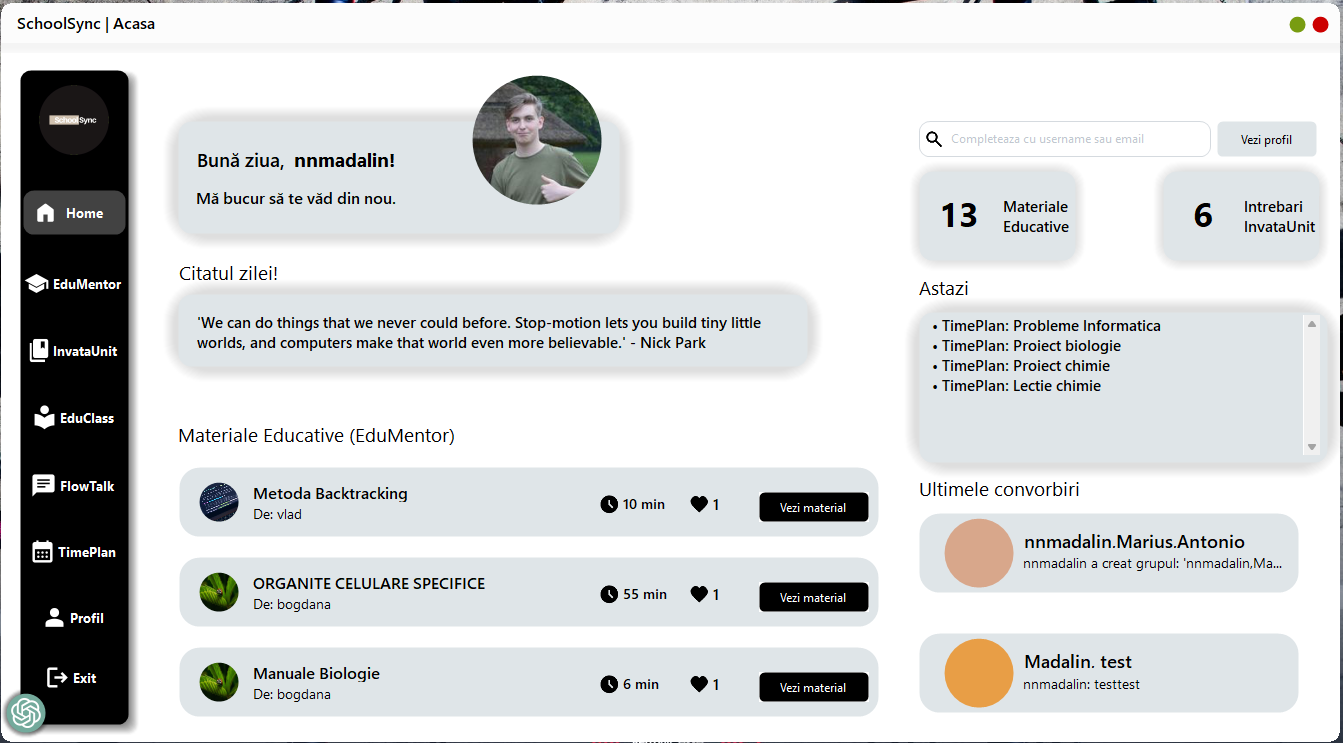 SchoolSync | Acasa
SchoolSync
Home
EduMentor
InvataUnit
EduClass
FlowTalk
TimePlan
Profil
Exit
Bună ziua, nnmadalin!
Mă bucur să te văd din nou.
Citatul zilei!
'We can do things that we never could before. Stop-motion lets you build tiny little
worlds, and computers make that world even more believable.' - Nick Park
Materiale Educative (EduMentor)
Metoda Backtracking
De: vlad
10 min
1
Vezi material
ORGANITE CELULARE SPECIFICE
De: bogdana
55 min
1
Vezi material
Manuale Biologie
De: bogdana
6 min
1
Vezi material
Completeaza cu username sau email
Vezi profil
13
Materiale
Educative
6
Intrebari
InvataUnit
Astazi
• TimePlan: Probleme Informatica
• TimePlan: Proiect biologie
• TimePlan: Proiect chimie
• TimePlan: Lectie chimie
Ultimele convorbiri
nnmadalin.Marius.Antonio
nnmadalin a creat grupul: 'nnmadalin,Ma...
Madalin. test
nnmadalin: testtest